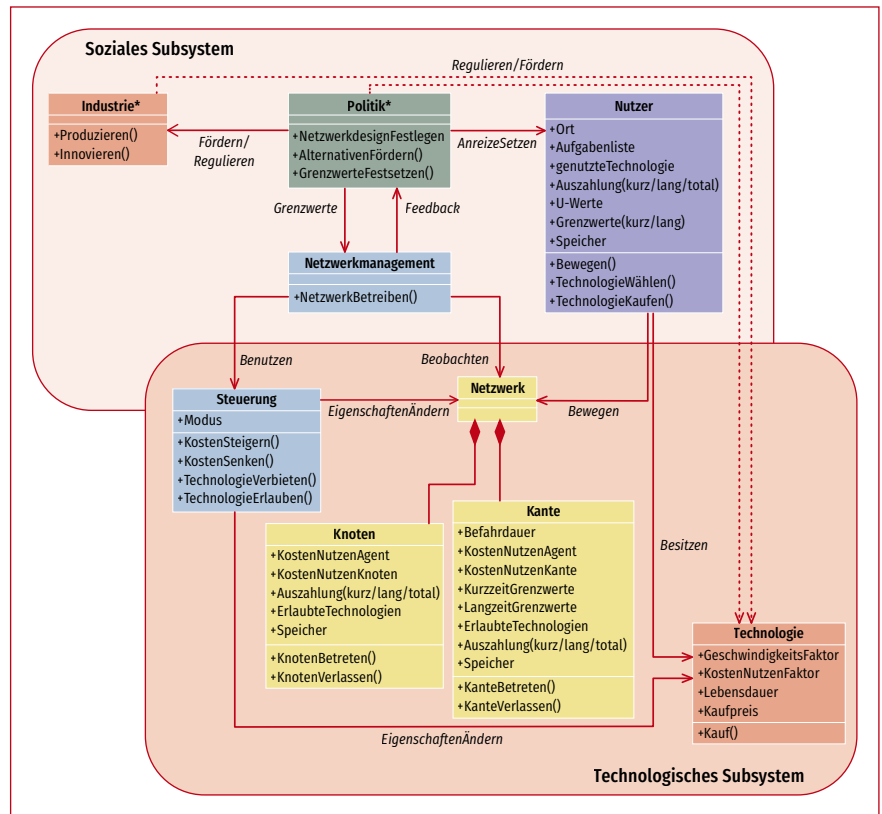 Soziales Subsystem
Regulieren/Fördern
Industrie*
+Produzieren()
+Innovieren()
Fördern/
Regulieren
Politik*
+NetzwerkdesignFestlegen
+AlternativenFördern()
+GrenzwerteFestsetzen()
AnreizeSetzen
Nutzer
+Ort
+Aufgabenliste
+genutzteTechnologie
+Auszahlung(kurz/lang/total)
+U-Werte
+Grenzwerte(kurz/lang)
+Speicher
+Bewegen()
+TechnologieWählen()
+TechnologieKaufen()
Grenzwerte
Feedback
Netzwerkmanagement
+NetzwerkBetreiben()
Benutzen
Beobachten
Steuerung
+Modus
+KostenSteigern()
+KostenSenken()
+TechnologieVerbieten()
+TechnologieErlauben()
EigenschaftenÄndern
Netzwerk
Bewegen
Knoten
+KostenNutzenAgent
+KostenNutzenKnoten
+Auszahlung(kurz/lang/total)
+ErlaubteTechnologien
+Speicher
+KnotenBetreten()
+KnotenVerlassen()
Kante
+Befahrdauer
+KostenNutzenAgent
+KostenNutzenKante
+KurzzeitGrenzwerte
+LangzeitGrenzwerte
+ErlaubteTechnologien
+Auszahlung(kurz/lang/total)
+Speicher
+KanteBetreten()
+KanteVerlassen()
Besitzen
Technologie
+GeschwindigkeitsFaktor
+KostenNutzenFaktor
+Lebensdauer
+Kaufpreis
+Kauf()
EigenschaftenÄndern
Technologisches Subsystem